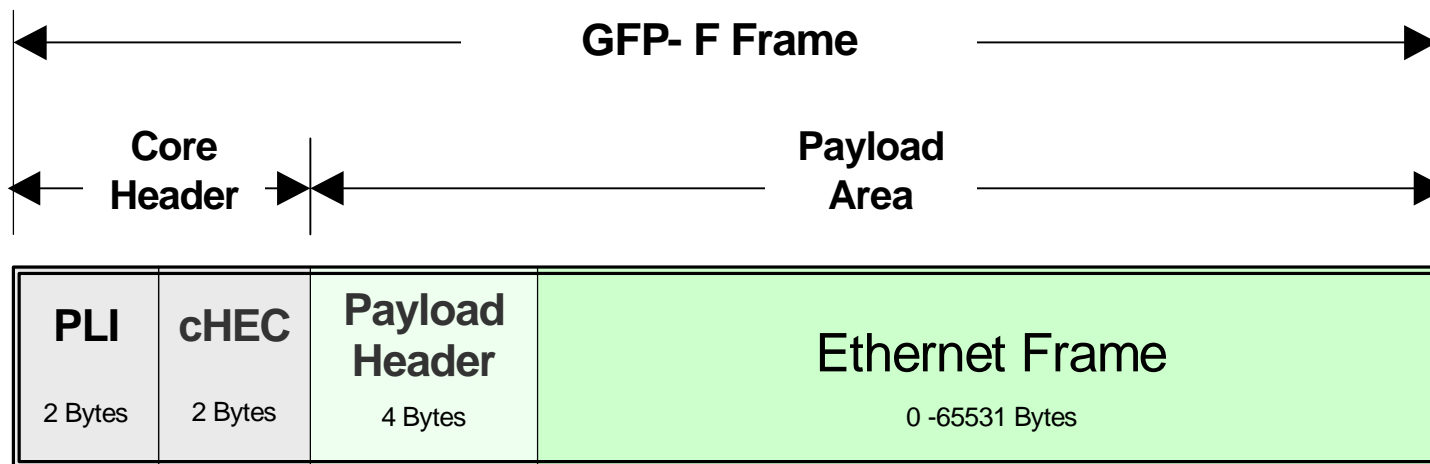 GFP- F Frame
Core
Header
Payload
Area
PLI
2 Bytes
cHEC
2 Bytes
Payload
Header
4 Bytes
Ethernet Frame
0 -65531 Bytes